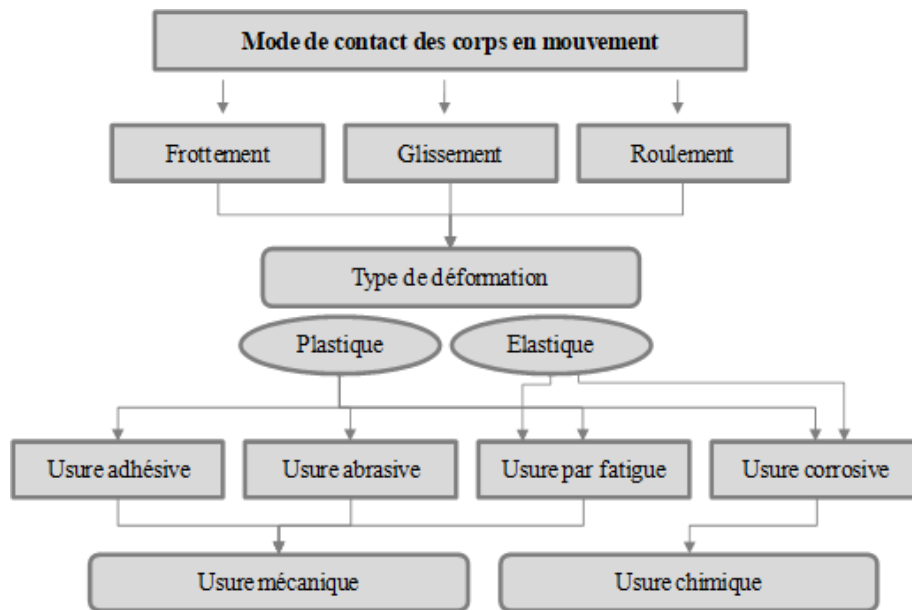 Mode de contact des corps en mouvement
Frottement
Glissement
Roulement
Type de déformation
Plastique
Elastique
Usure adhésive
Usure abrasive
Usure par fatigue
Usure corrosive
Usure mécanique
Usure chimique